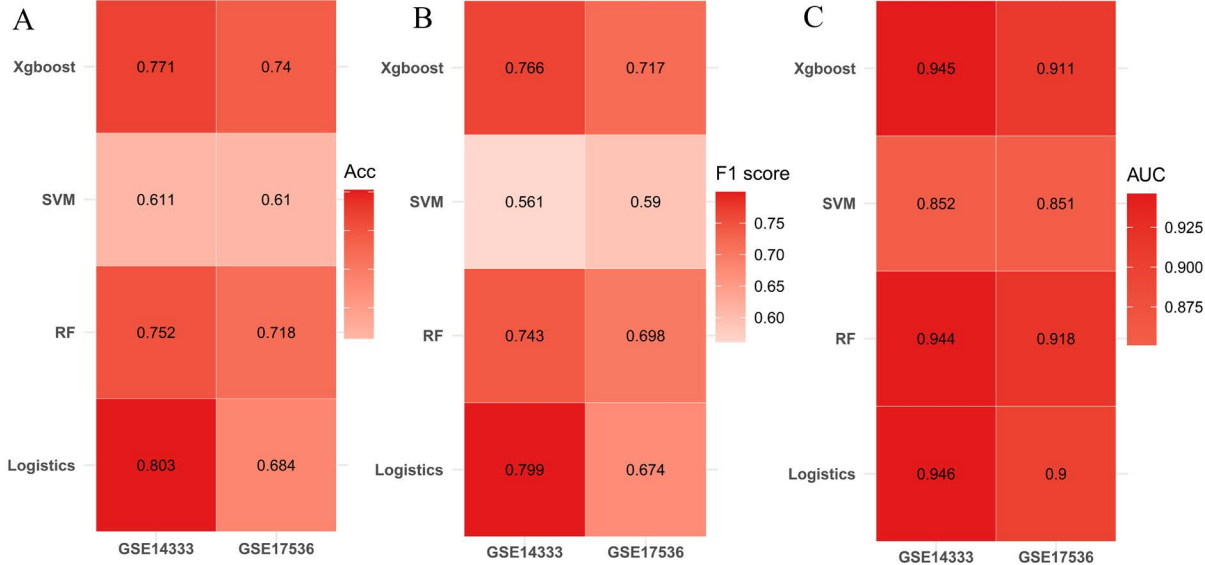 A
Xgboost
0.771
0.74
SVM
0.611
0.61
RF
0.752
0.718
Logistics
0.803
0.684
GSE14333
GSE17536
Acc
B
Xgboost
0.766
0.717
SVM
0.561
0.59
RF
0.743
0.698
Logistics
0.799
0.674
GSE14333
GSE17536
F1 score
0.75
0.70
0.65
0.60
C
Xgboost
0.945
0.911
SVM
0.852
0.851
RF
0.944
0.918
Logistics
0.946
0.9
GSE14333
GSE17536
AUC
0.925
0.900
0.875